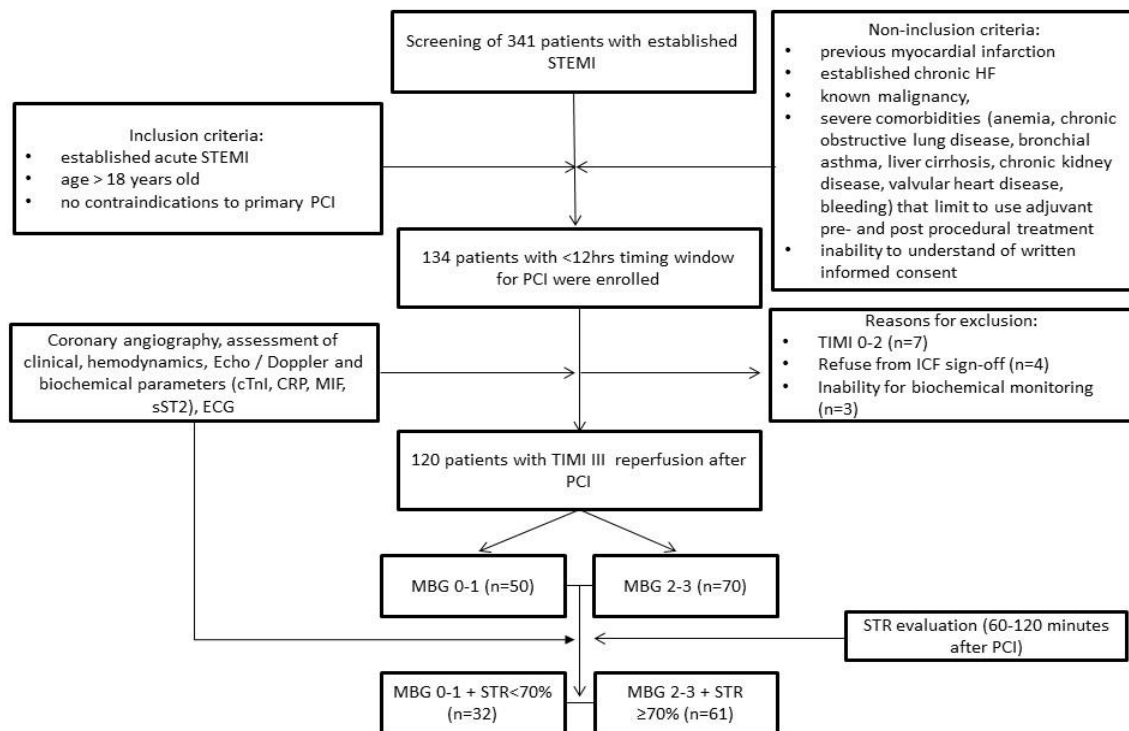 Screening of 341 patients with established
STEMI
Non-inclusion criteria:
• previous myocardial infarction
• established chronic HF
• known malignancy,
• severe comorbidities (anemia, chronic
obstructive lung disease, bronchial
asthma, liver cirrhosis, chronic kidney
disease, valvular heart disease,
bleeding) that limit to use adjuvant
pre- and post procedural treatment
• inability to understand of written
informed consent
Inclusion criteria:
• established acute STEMI
• age > 18 years old
• no contraindications to primary PCI
134 patients with <12hrs timing window
for PCI were enrolled
Coronary angiography, assessment of
clinical, hemodynamics, Echo / Doppler and
biochemical parameters (cTnI, CRP, MIF,
sST2), ECG
Reasons for exclusion:
• TIMI 0-2 (n=7)
• Refuse from ICF sign-off (n=4)
• Inability for biochemical monitoring
(n=3)
120 patients with TIMI III reperfusion after
PCI
MBG 0-1 (n=50)
MBG 2-3 (n=70)
STR evaluation (60-120 minutes
after PCI)
MBG 0-1 + STR<70%
(n=32)
MBG 2-3 + STR
≥70% (n=61)